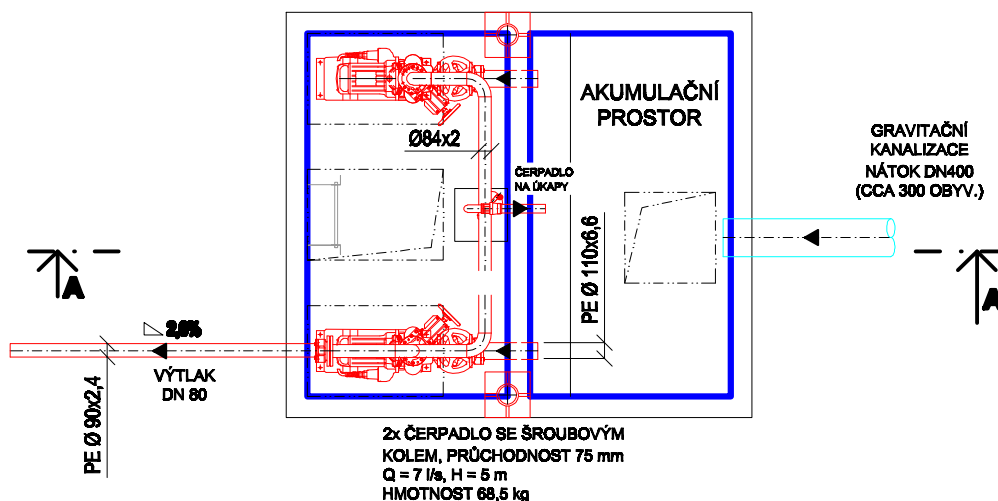 AKUMULAČNÍ
PROSTOR
GRAVITAČNÍ
KANALIZACE
NÁTOK DN400
(CCA 300 OBYV.)
Ø84x2
ČERPADLO
NA ÚKAPY
PE Ø 110x6,6
A
A
2,0%
VÝTLAK
DN 80
PE Ø 90x2,4
2x ČERPADLO SE ŠROUBOVÝM
KOLEM, PRŮCHODNOST 75 mm
Q = 7 l/s, H = 5 m
HMOTNOST 68,5 kg